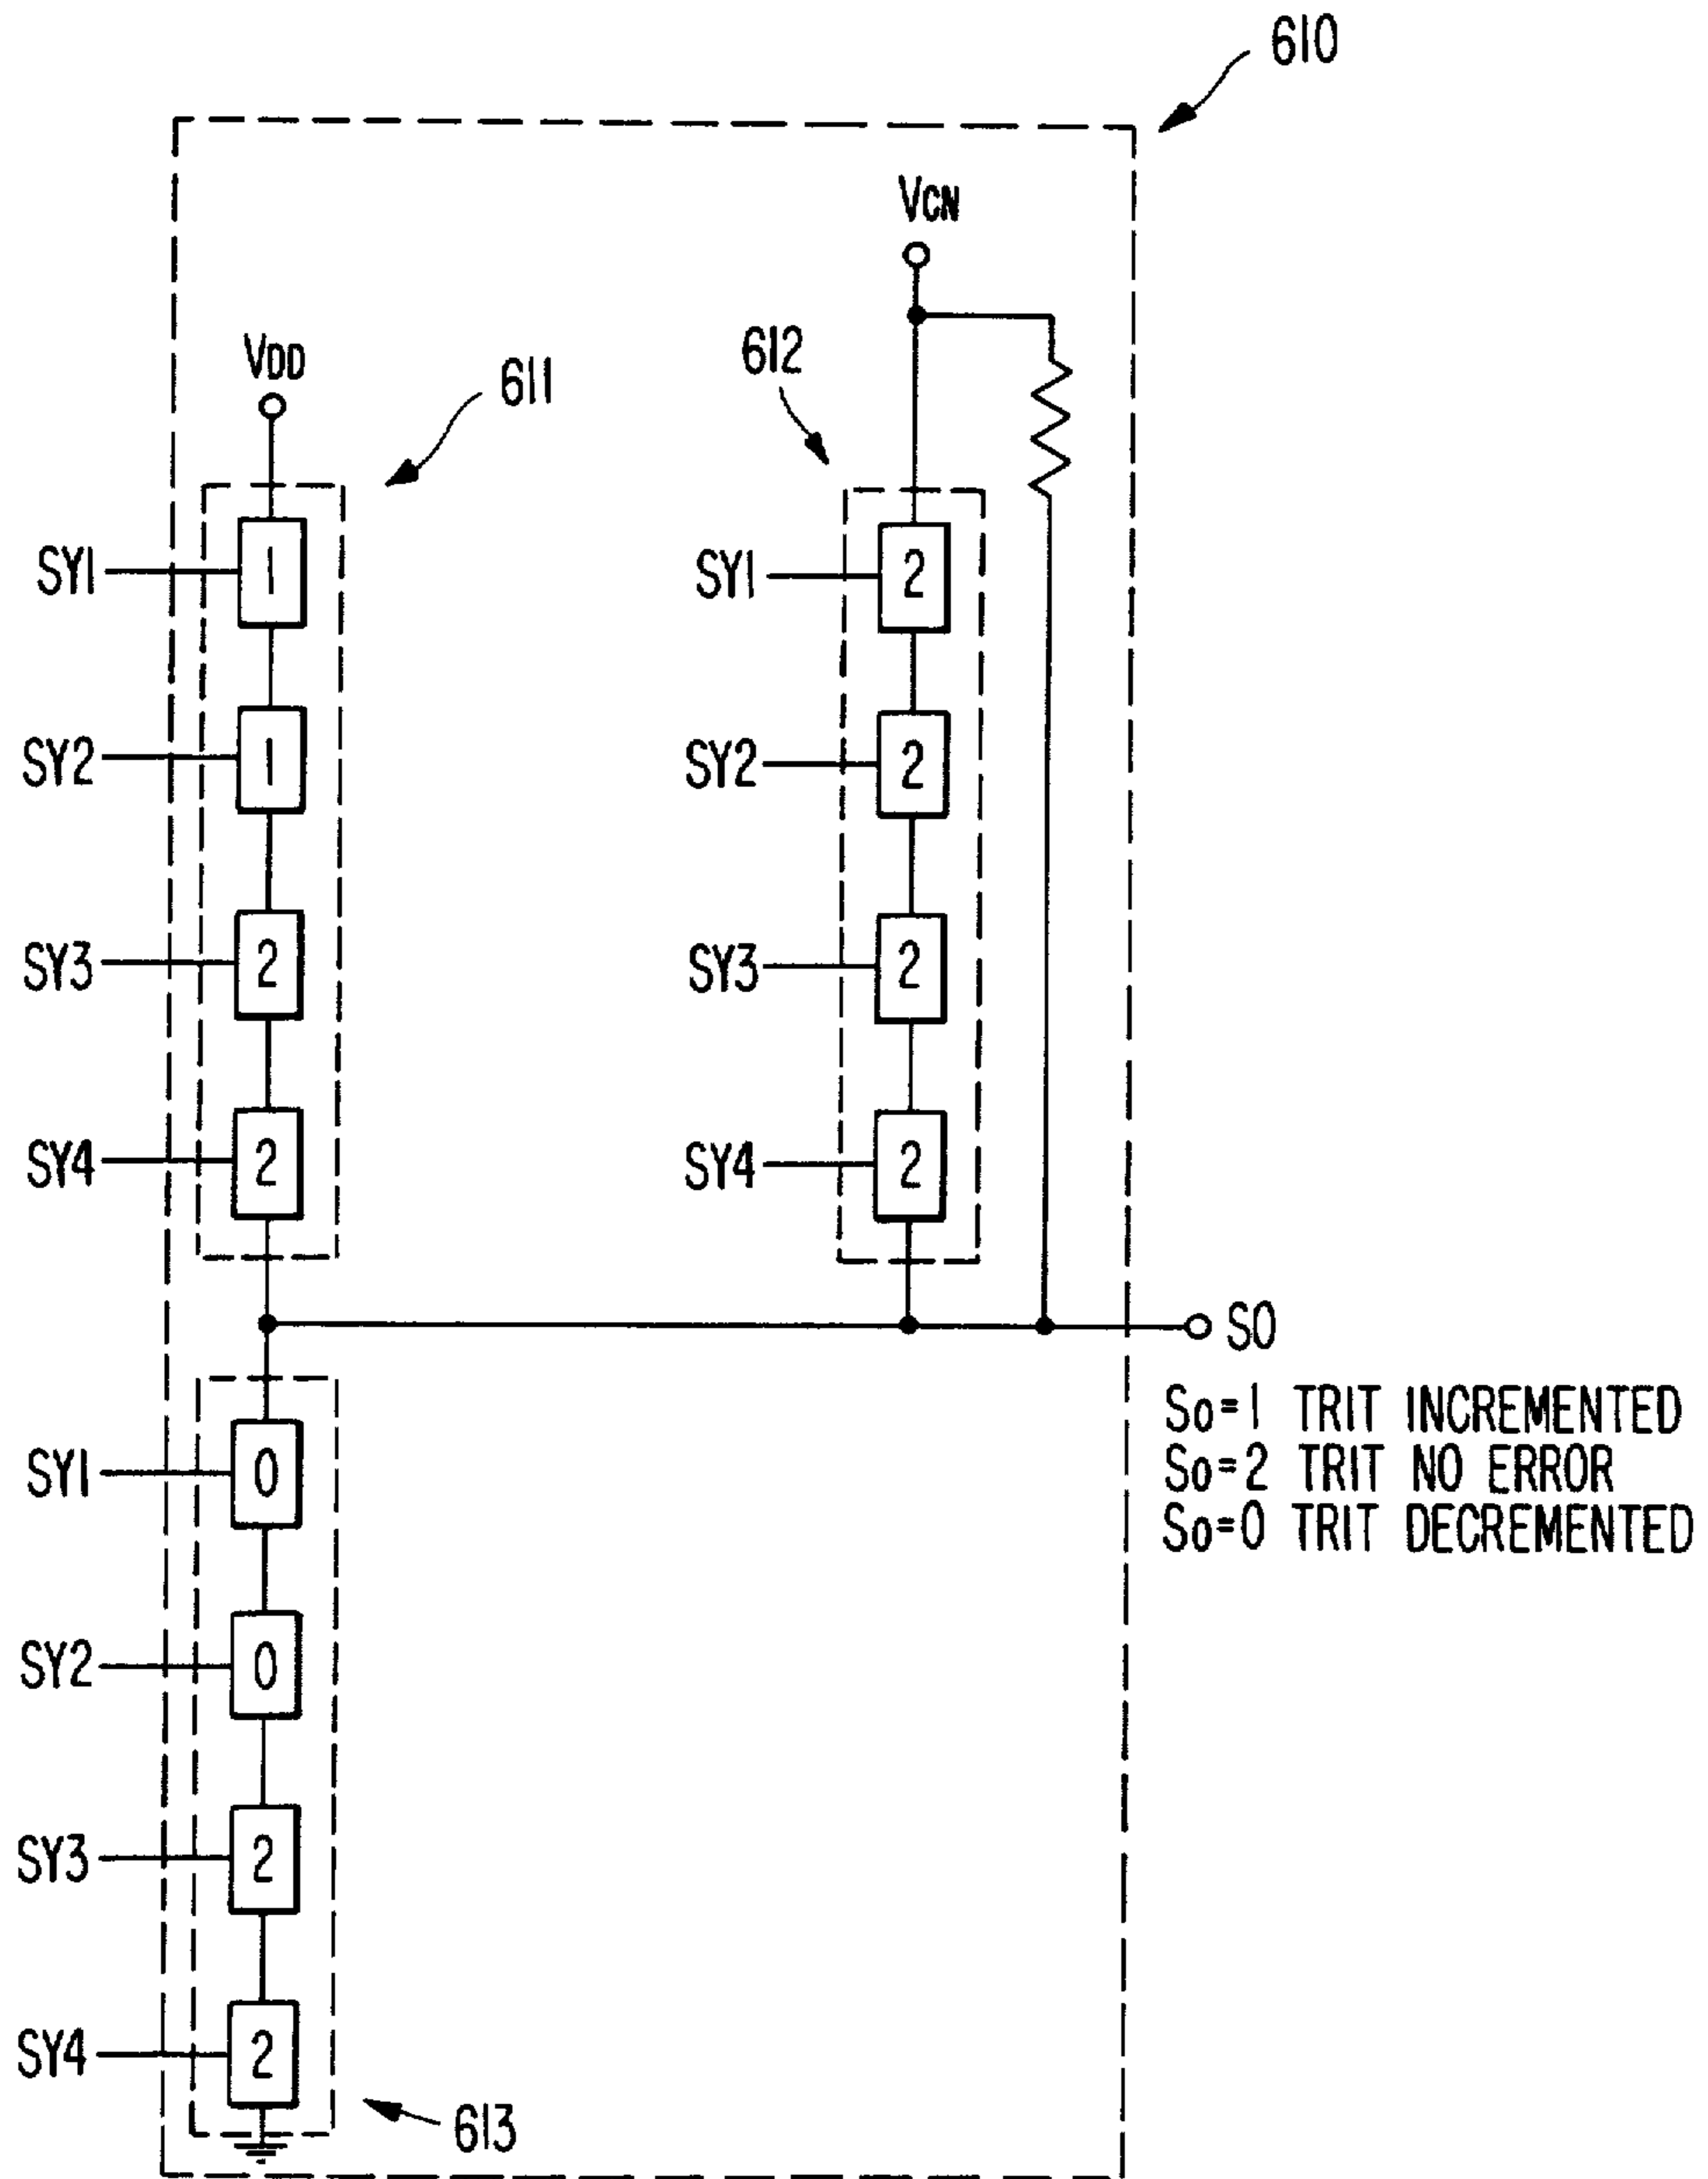 610
VCN
VDD
611
612
SY1
1
SY1
2
SY2
1
SY2
2
SY3
2
SY3
2
SY4
2
SY4
2
SO
So=1 TRIT INCREMENTED
So=2 TRIT NO ERROR
So=0 TRIT DECREMENTED
SY1
0
SY2
0
SY3
2
SY4
2
613